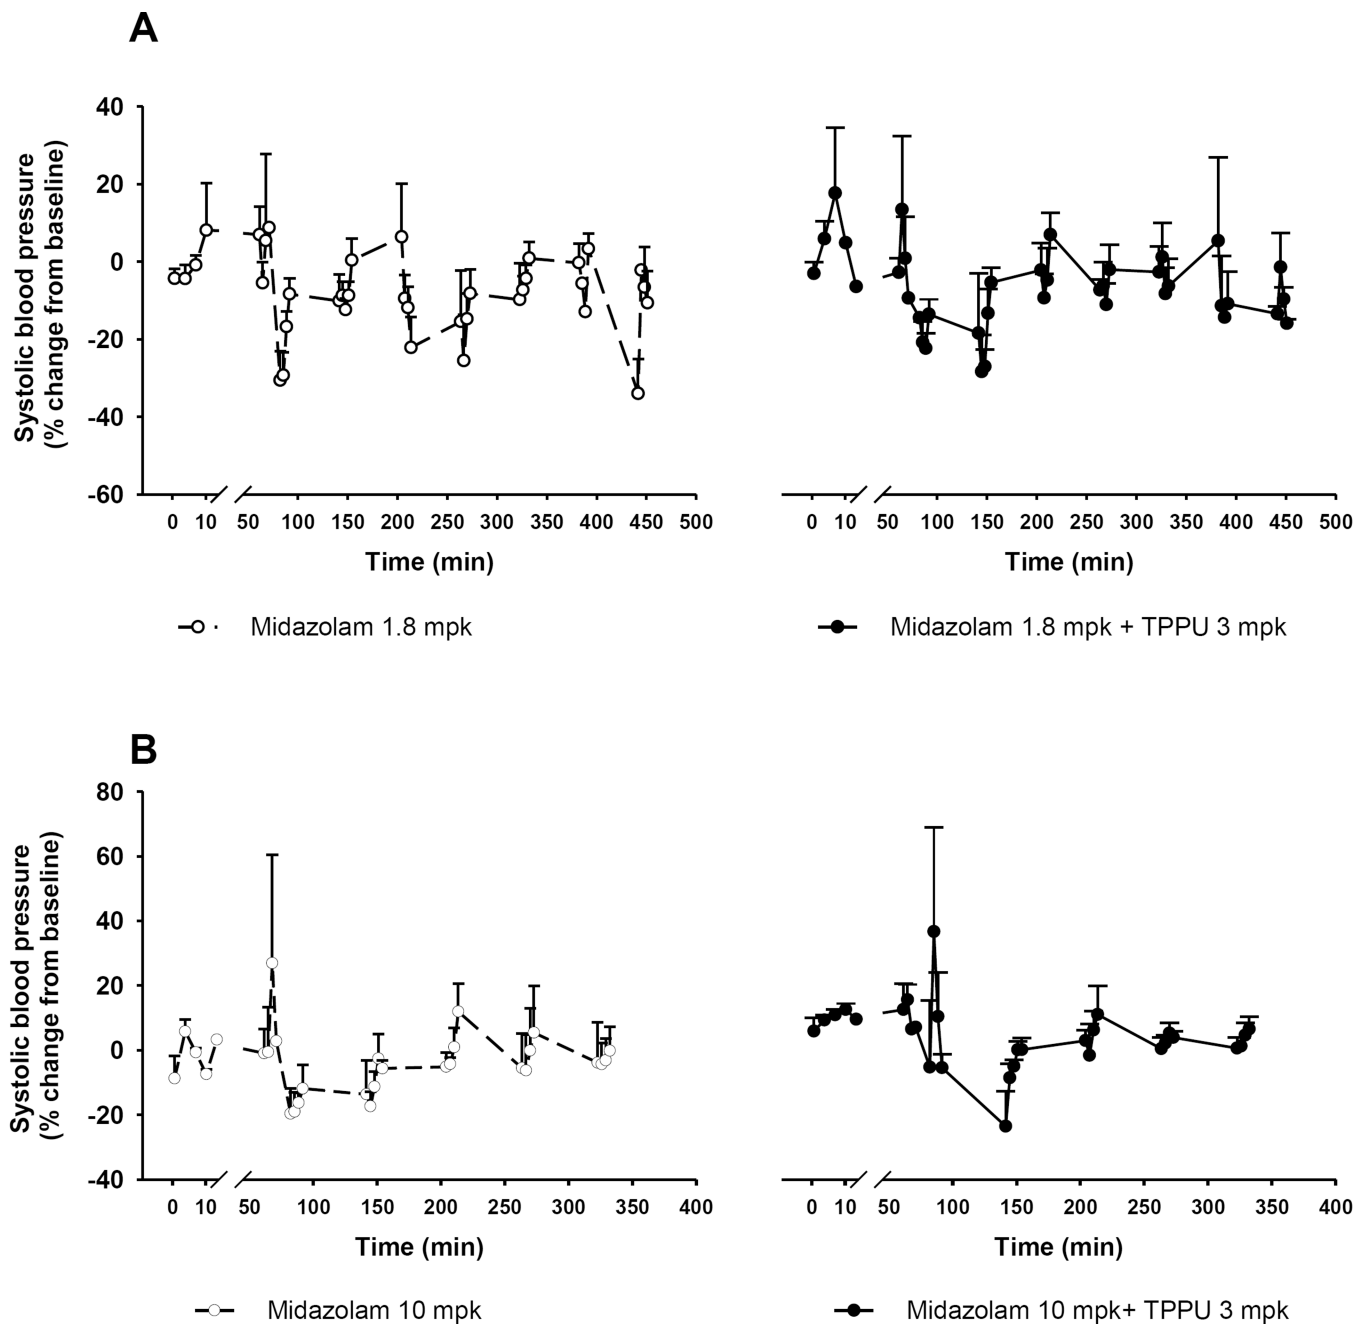 A
Systolic blood pressure
(% change from baseline)
40
20
0
-20
-40
-60
0 10 50 100 150 200 250 300 350 400 450 500
Time (min)
0 10 50 100 150 200 250 300 350 400 450 500
Time (min)
Midazolam 1.8 mpk
Midazolam 1.8 mpk + TPPU 3 mpk
B
Systolic blood pressure
(% change from baseline)
80
60
40
20
0
-20
-40
0 10 50 100 150 200 250 300 350 400
Time (min)
0 10 50 100 150 200 250 300 350 400
Time (min)
Midazolam 10 mpk
Midazolam 10 mpk+ TPPU 3 mpk